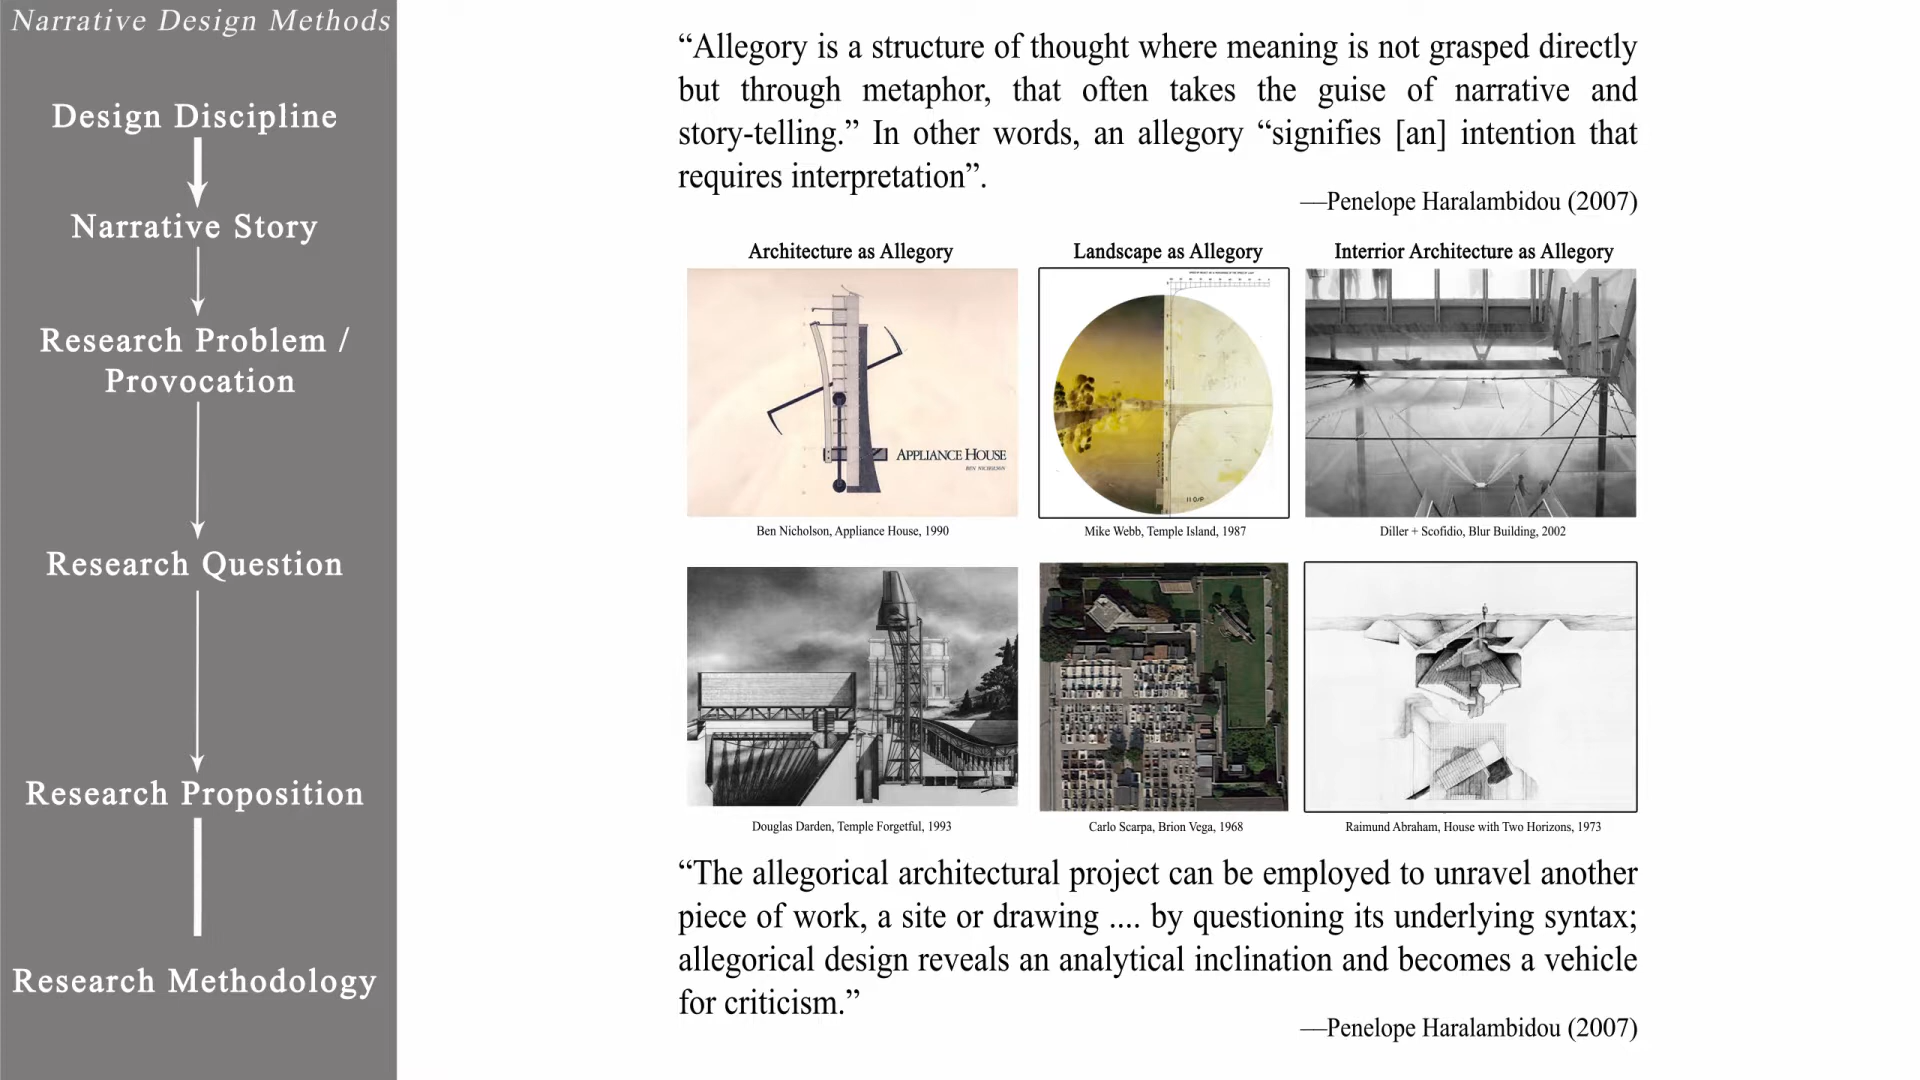 Narrative Design Methods
Design Discipline
Narrative Story
Research Problem /
Provocation
Research Question
Research Proposition
Research Methodology
“Allegory is a structure of thought where meaning is not grasped directly
but through metaphor, that often takes the guise of narrative and
story-telling.” In other words, an allegory “signifies [an] intention that
requires interpretation”.
—Penelope Haralambidou (2007)
Architecture as Allegory
Landscape as Allegory
Interrior Architecture as Allegory
APPLIANCE HOUSE
BEN NICHOLSON
11 O/P
Ben Nicholson, Appliance House, 1990
Mike Webb, Temple Island, 1987
Diller + Scofidio, Blur Building, 2002
Douglas Darden, Temple Forgetful, 1993
Carlo Scarpa, Brion Vega, 1968
Raimund Abraham, House with Two Horizons, 1973
“The allegorical architectural project can be employed to unravel another
piece of work, a site or drawing .... by questioning its underlying syntax;
allegorical design reveals an analytical inclination and becomes a vehicle
for criticism.”
—Penelope Haralambidou (2007)